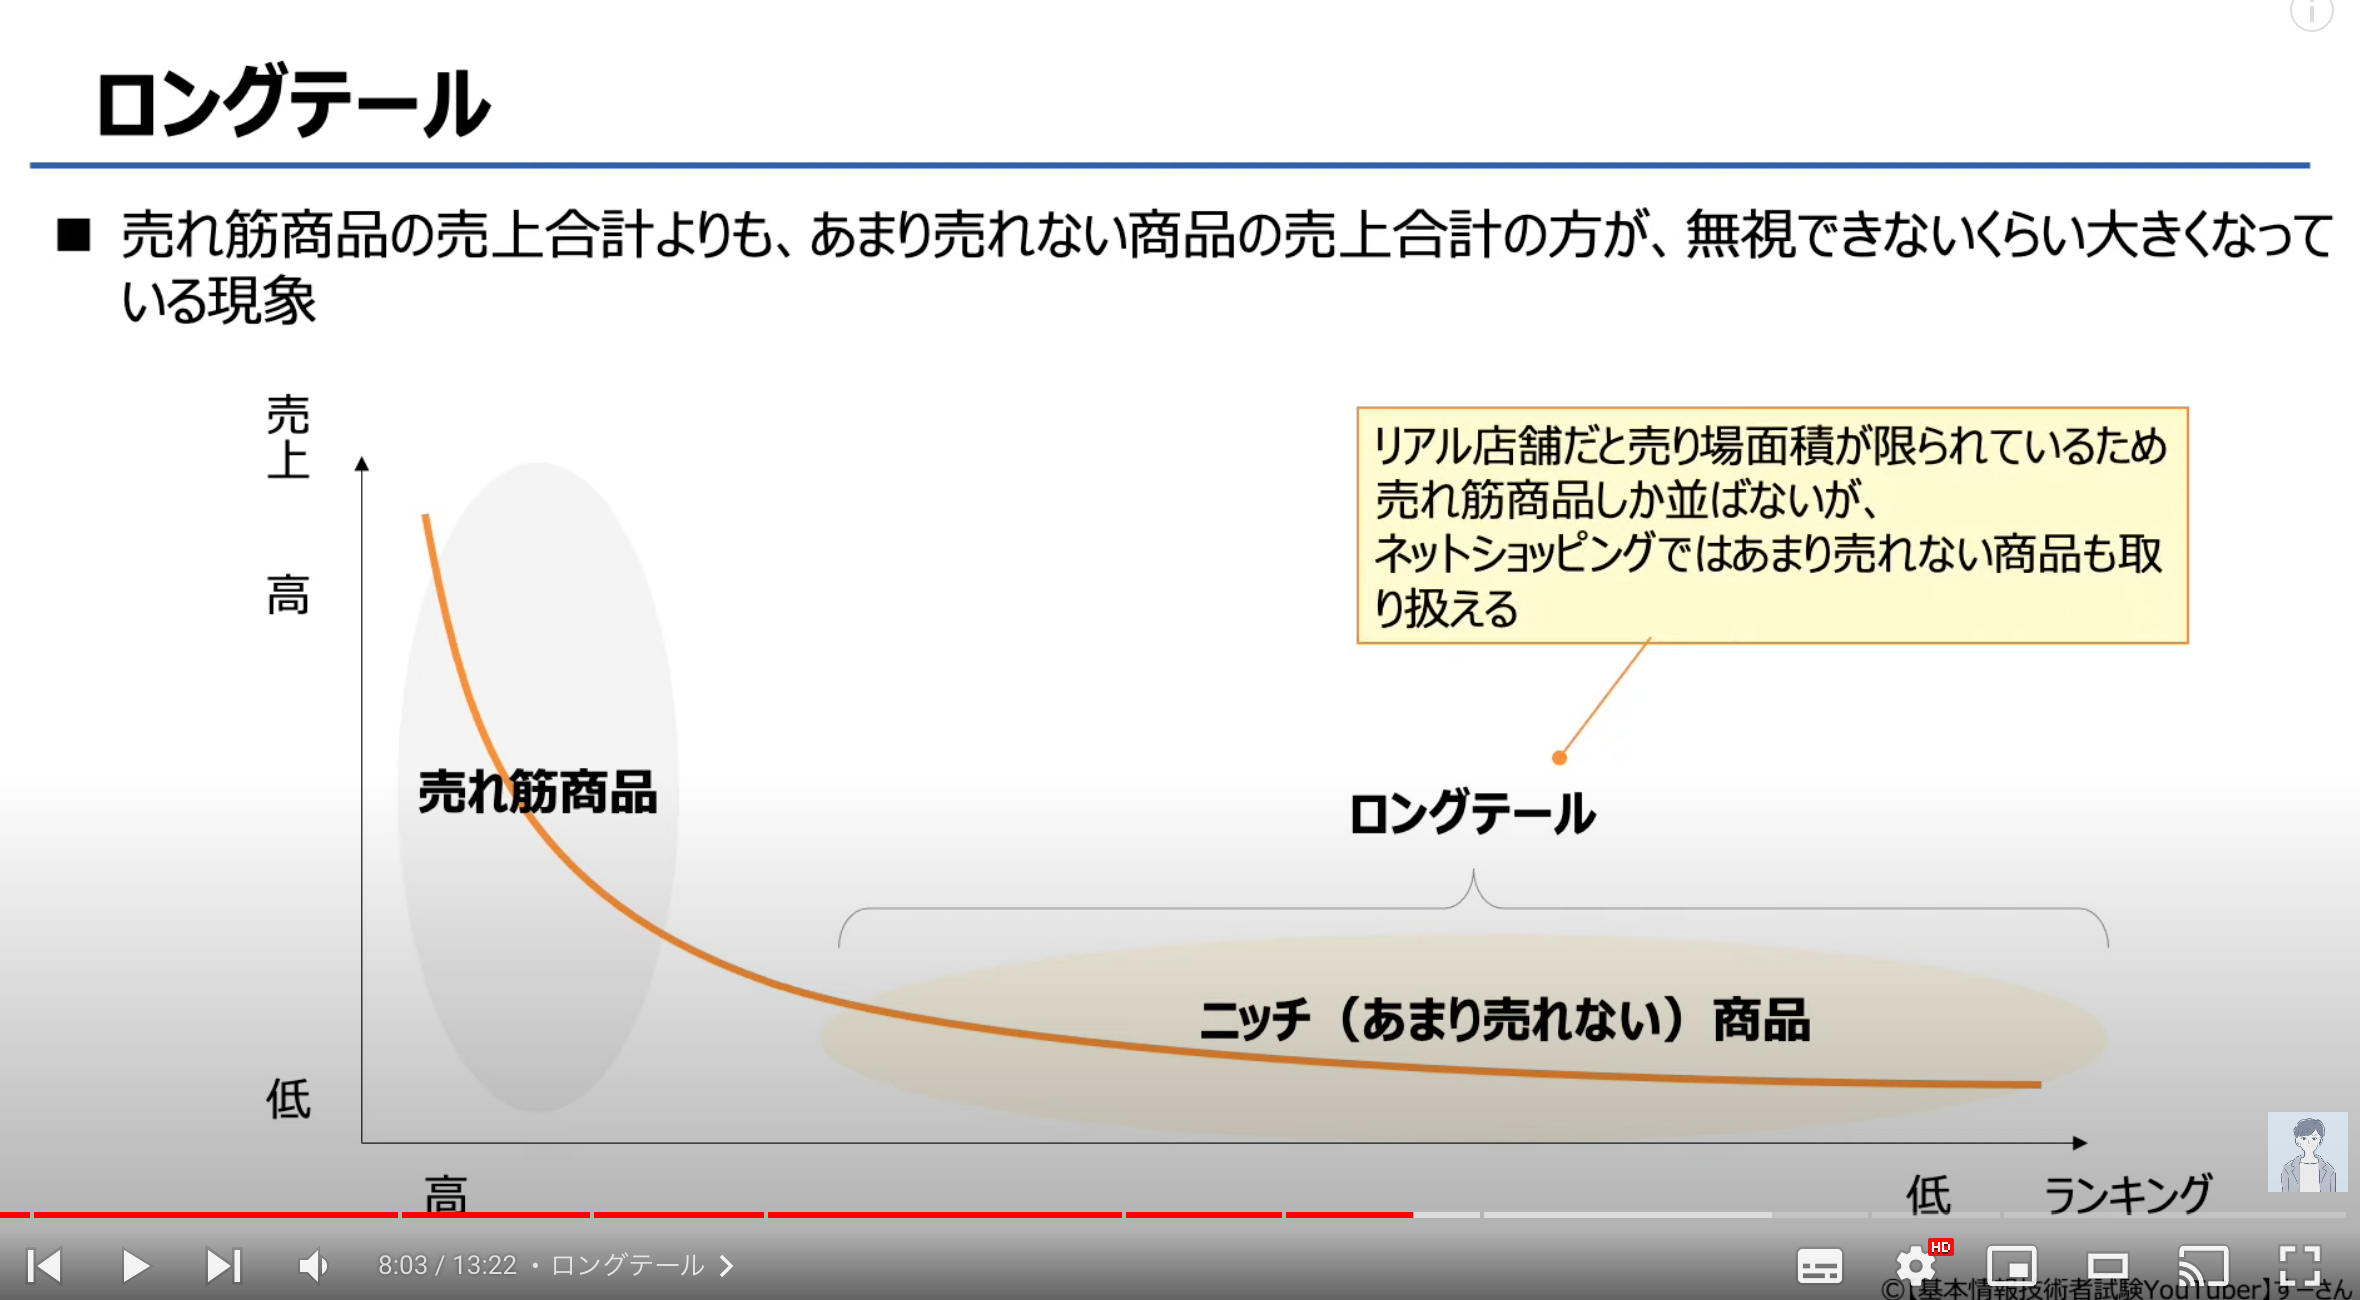 ロングテール
■ 売れ筋商品の売上合計よりも、あまり売れない商品の売上合計の方が、無視できないくらい大きくなって
いる現象
売上
高
低
リアル店舗だと売り場面積が限られているため
売れ筋商品しか並ばないが、
ネットショッピングではあまり売れない商品も取
り扱える
売れ筋商品
ロングテール
ニッチ（あまり売れない）商品
高
低
ランキング
8:03 / 13:22 ・ ロングテール
HD
©【基本情報技術者試験YouTuber】すーさん